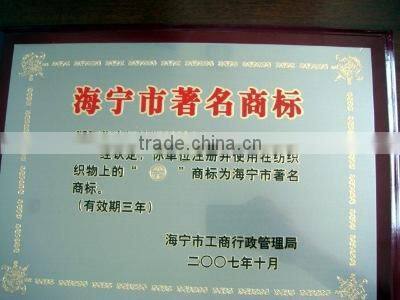 海宁市著名商标
trade.china.cn
经认定：你单位注册并使用在纺织
织物上的“ ”商标为海宁市著名
商标。
(有效期三年)
海宁市工商行政管理局
二〇〇七年十月